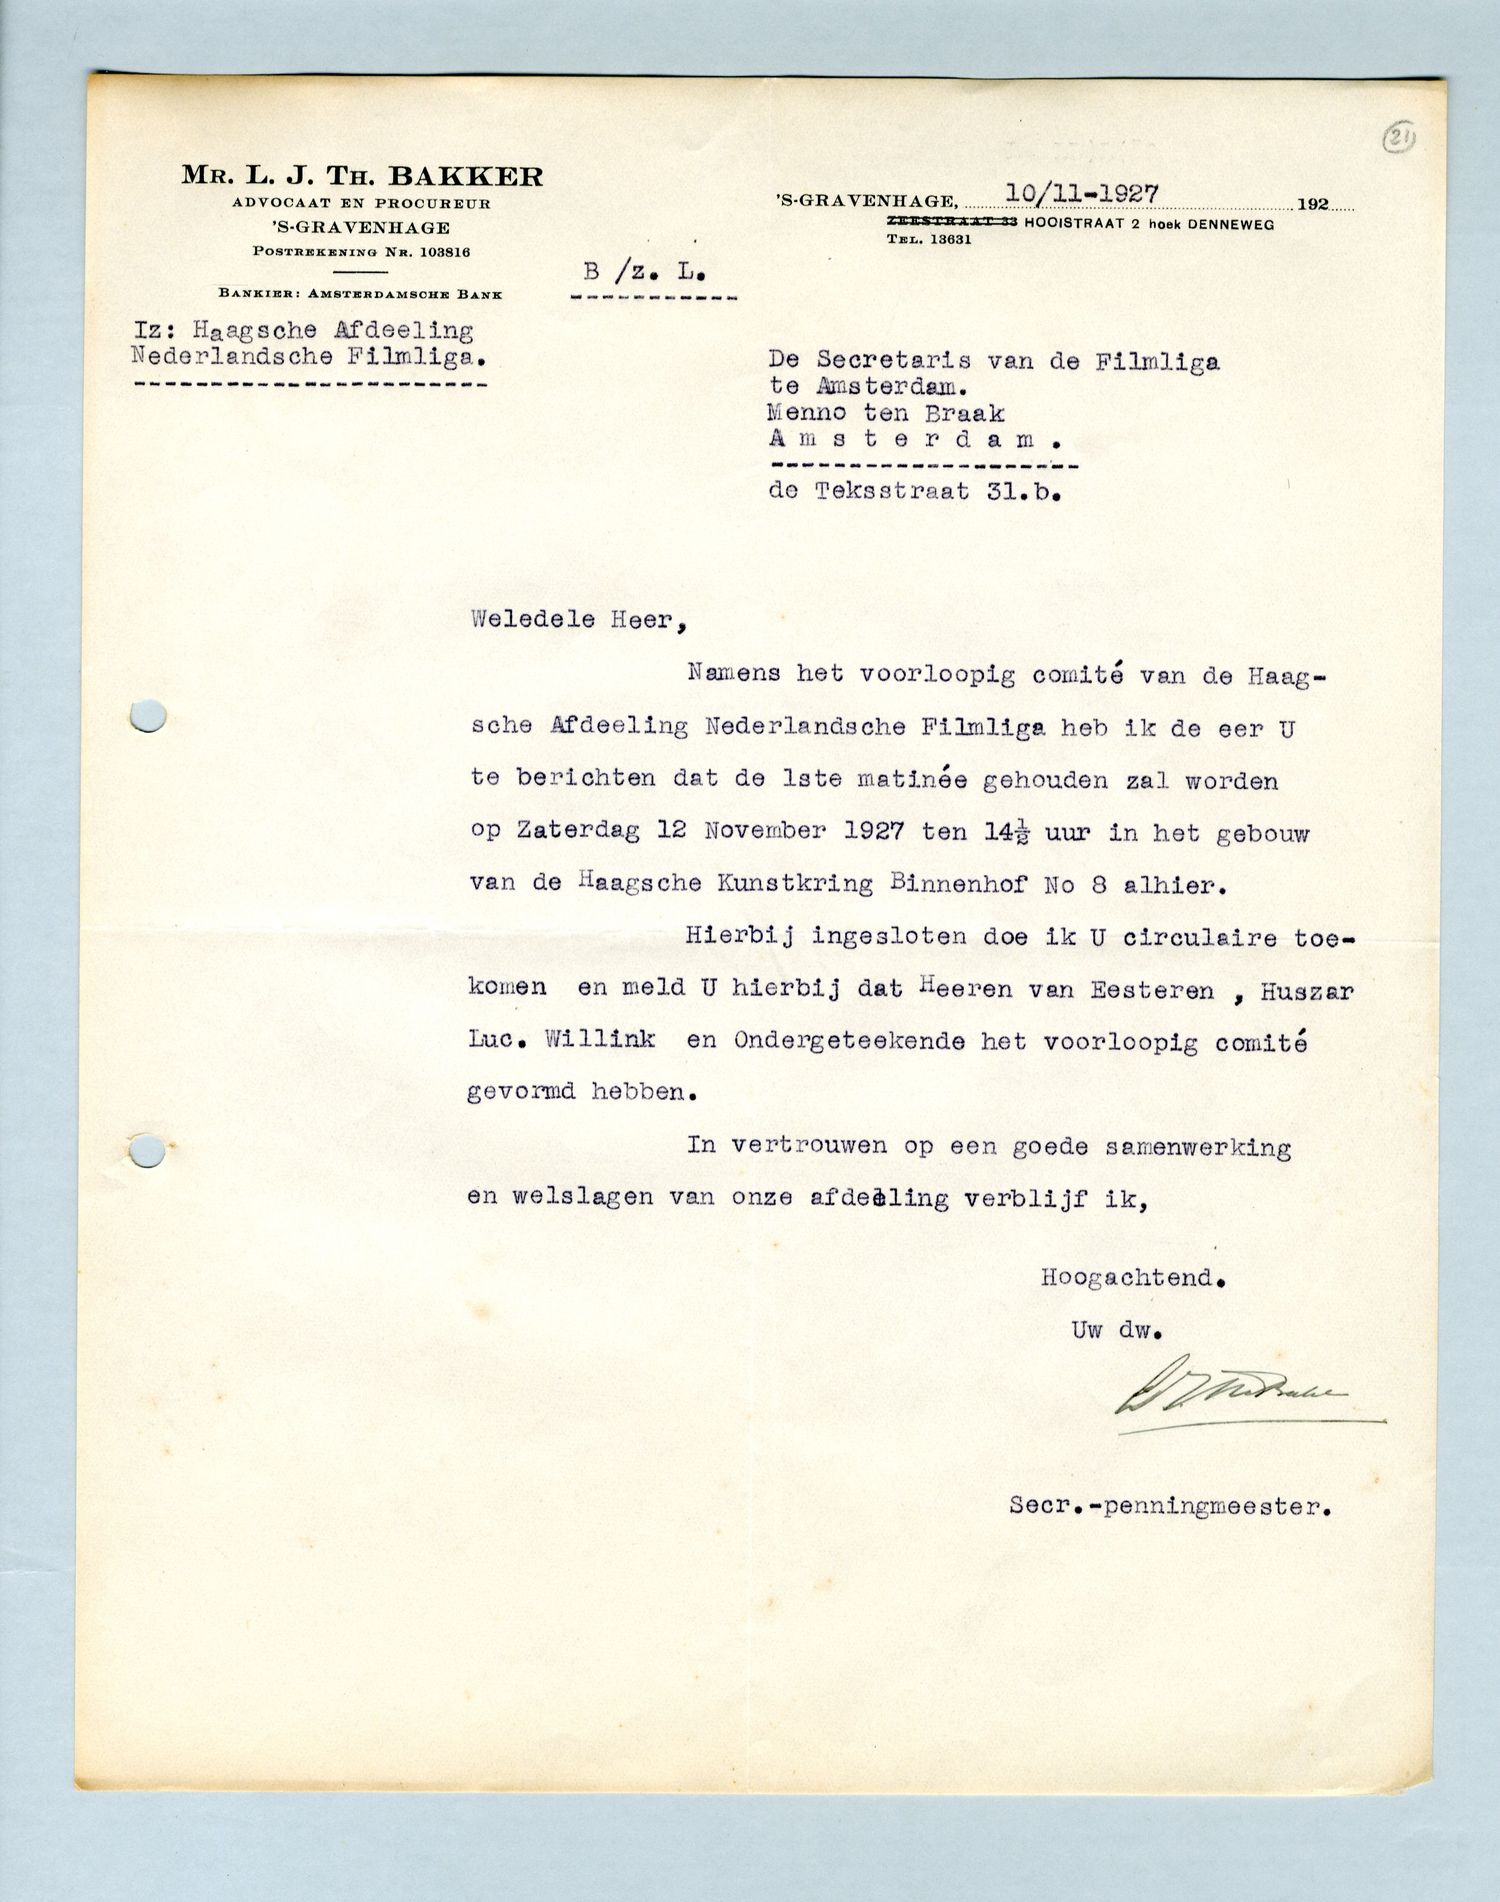 21
MR. L. J. TH. BAKKER
ADVOCAAT EN PROCUREUR
'S-GRAVENHAGE
POSTREKENING NR. 103816
BANKIER: AMSTERDAMSCHE BANK
'S-GRAVENHAGE, 10/11-1927 192
ZEESTRAAT 33 HOOISTRAAT 2 hoek DENNEWEG
TEL. 13631
B /z. L.
Iz: Haagsche Afdeeling
Nederlandsche Filmliga.
De Secretaris van de Filmliga
te Amsterdam.
Menno ten Braak
A m s t e r d a m .
de Teksstraat 31.b.
Weledele Heer,
Namens het voorloopig comité van de Haag-
sche Afdeeling Nederlandsche Filmliga heb ik de eer U
te berichten dat de 1ste matinée gehouden zal worden
op Zaterdag 12 November 1927 ten 14½ uur in het gebouw
van de Haagsche Kunstkring Binnenhof No 8 alhier.
Hierbij ingesloten doe ik U circulaire toe-
komen en meld U hierbij dat Heeren van Eesteren , Huszar
Luc. Willink en Ondergeteekende het voorloopig comité
gevormd hebben.
In vertrouwen op een goede samenwerking
en welslagen van onze afdeeling verblijf ik,
Hoogachtend.
Uw dw.
Secr.-penningmeester.